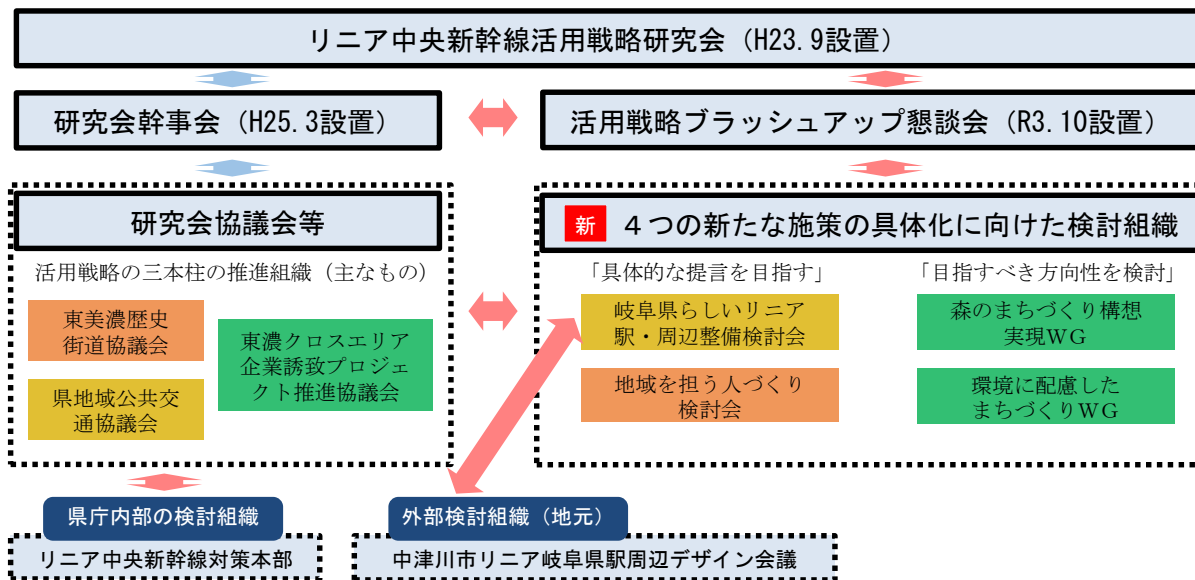 リニア中央新幹線活用戦略研究会（H23.9設置）
研究会幹事会（H25.3設置）
活用戦略ブラッシュアップ懇談会（R3.10設置）
研究会協議会等
活用戦略の三本柱の推進組織（主なもの）
東美濃歴史
街道協議会
県地域公共交
通協議会
東濃クロスエリア
企業誘致プロジェ
クト推進協議会
新 ４つの新たな施策の具体化に向けた検討組織
「具体的な提言を目指す」
岐阜県らしいリニア
駅・周辺整備検討会
地域を担う人づくり
検討会
「目指すべき方向性を検討」
森のまちづくり構想
実現WG
環境に配慮した
まちづくりＷＧ
県庁内部の検討組織
リニア中央新幹線対策本部
外部検討組織（地元）
中津川市リニア岐阜県駅周辺デザイン会議